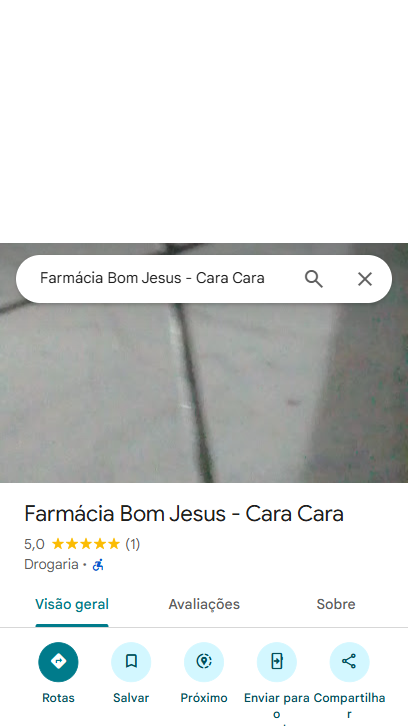 Farmácia Bom Jesus - Cara Cara
Farmácia Bom Jesus - Cara Cara
5,0 (1)
Drogaria ·
Visão geral Avaliações Sobre
Rotas Salvar Próximo Enviar para o Compartilhar